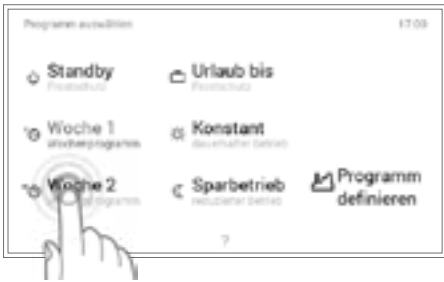 Programm auswählen 17:03
Standby
Frostschutz
Urlaub bis
Frostschutz
Woche 1
Wochenprogramm
Konstant
dauerhafter Betrieb
Woche 2
Sparbetrieb
reduzierter Betrieb
Programm
definieren
?